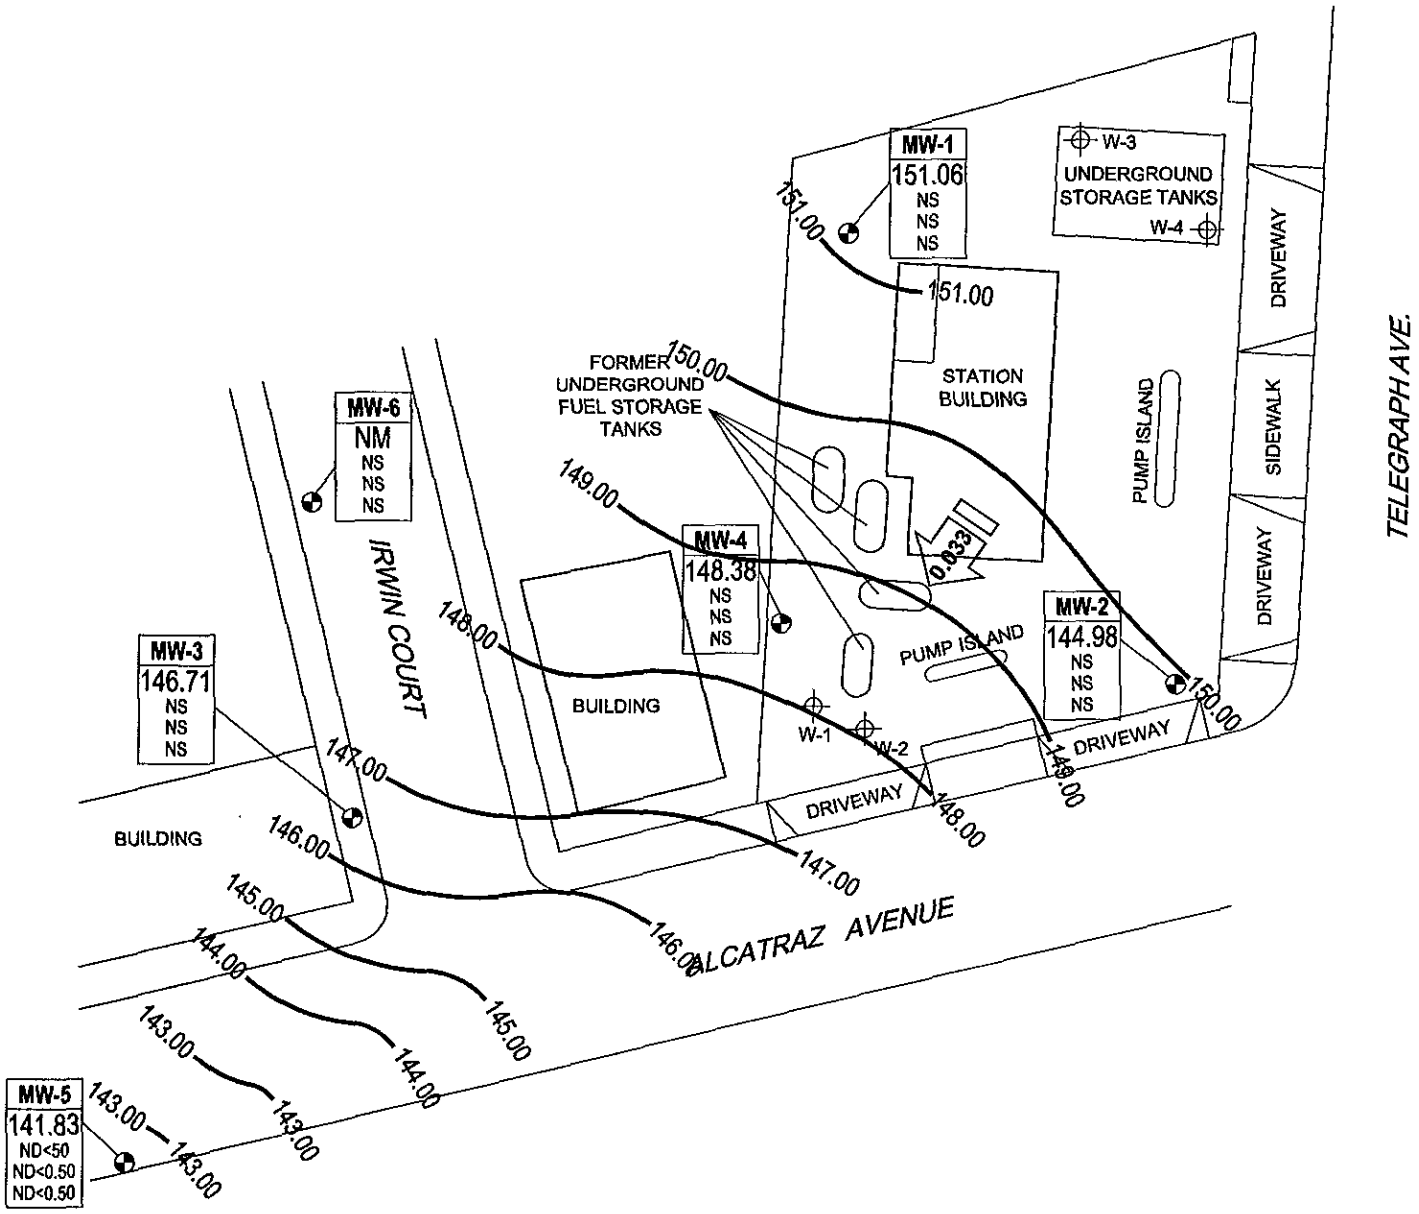 MW-1
151.06
NS
NS
NS
W-3
UNDERGROUND
STORAGE TANKS
W-4
DRIVEWAY
151.00
151.00
TELEGRAPH AVE.
FORMER
UNDERGROUND
FUEL STORAGE
TANKS
150.00
STATION
BUILDING
PUMP ISLAND
SIDEWALK
MW-6
NM
NS
NS
NS
149.00
MW-4
148.38
NS
NS
NS
0.033
DRIVEWAY
IRWIN COURT
MW-2
144.98
NS
NS
NS
148.00
PUMP ISLAND
MW-3
146.71
NS
NS
NS
BUILDING
150.00
W-1
W-2
DRIVEWAY
149.00
147.00
DRIVEWAY
148.00
BUILDING
146.00
147.00
145.00
ALCATRAZ AVENUE
146.00
144.00
145.00
143.00
144.00
MW-5
141.83
ND<50
ND<0.50
ND<0.50
143.00
143.00
143.00